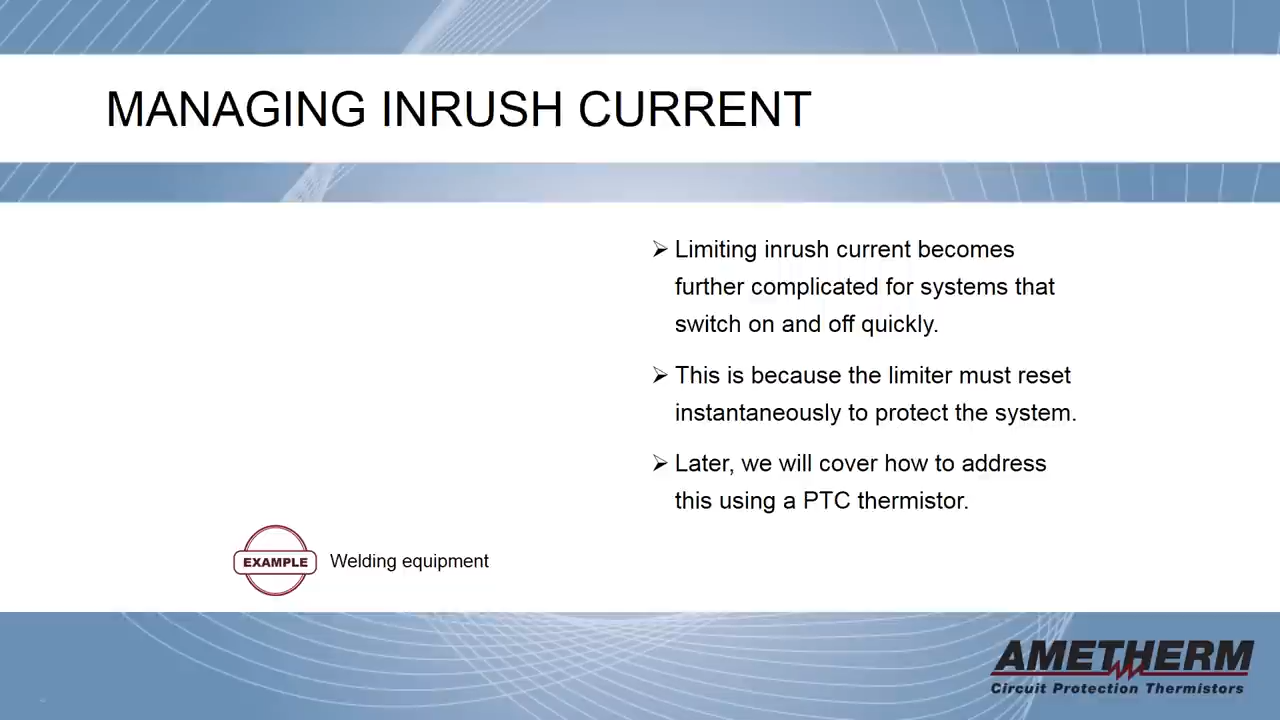 MANAGING INRUSH CURRENT
➢ Limiting inrush current becomes
further complicated for systems that
switch on and off quickly.
➢ This is because the limiter must reset
instantaneously to protect the system.
➢ Later, we will cover how to address
this using a PTC thermistor.
EXAMPLE Welding equipment
AMETHERM
Circuit Protection Thermistors